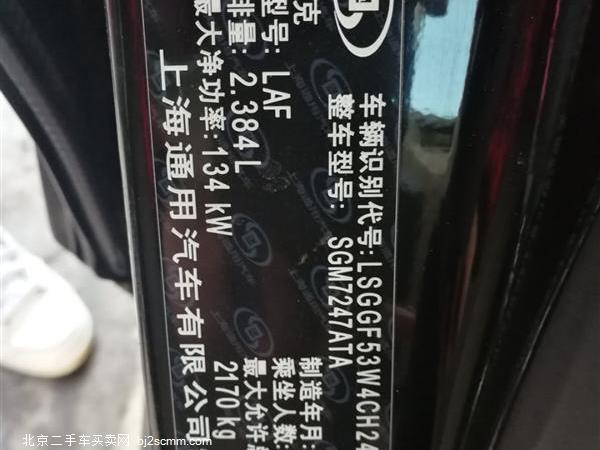 克
车辆识别代号:LSGGF53W4CH24
整车型号: SGM7247ATA
型号: LAF
排量: 2.384L
最大净功率: 134 kW
制造年月:
乘坐人数:
最大允许
2170 kg
上海通用汽车有限公司
北京二手车买卖网 - bj2scmm.com